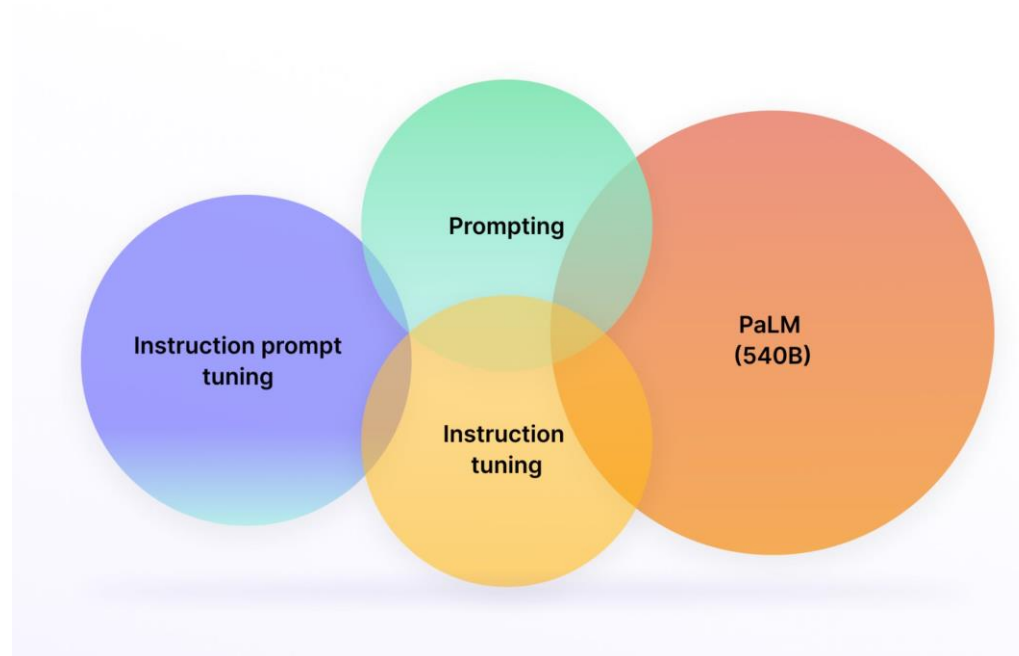 Prompting
PaLM
(540B)
Instruction prompt
tuning
Instruction
tuning